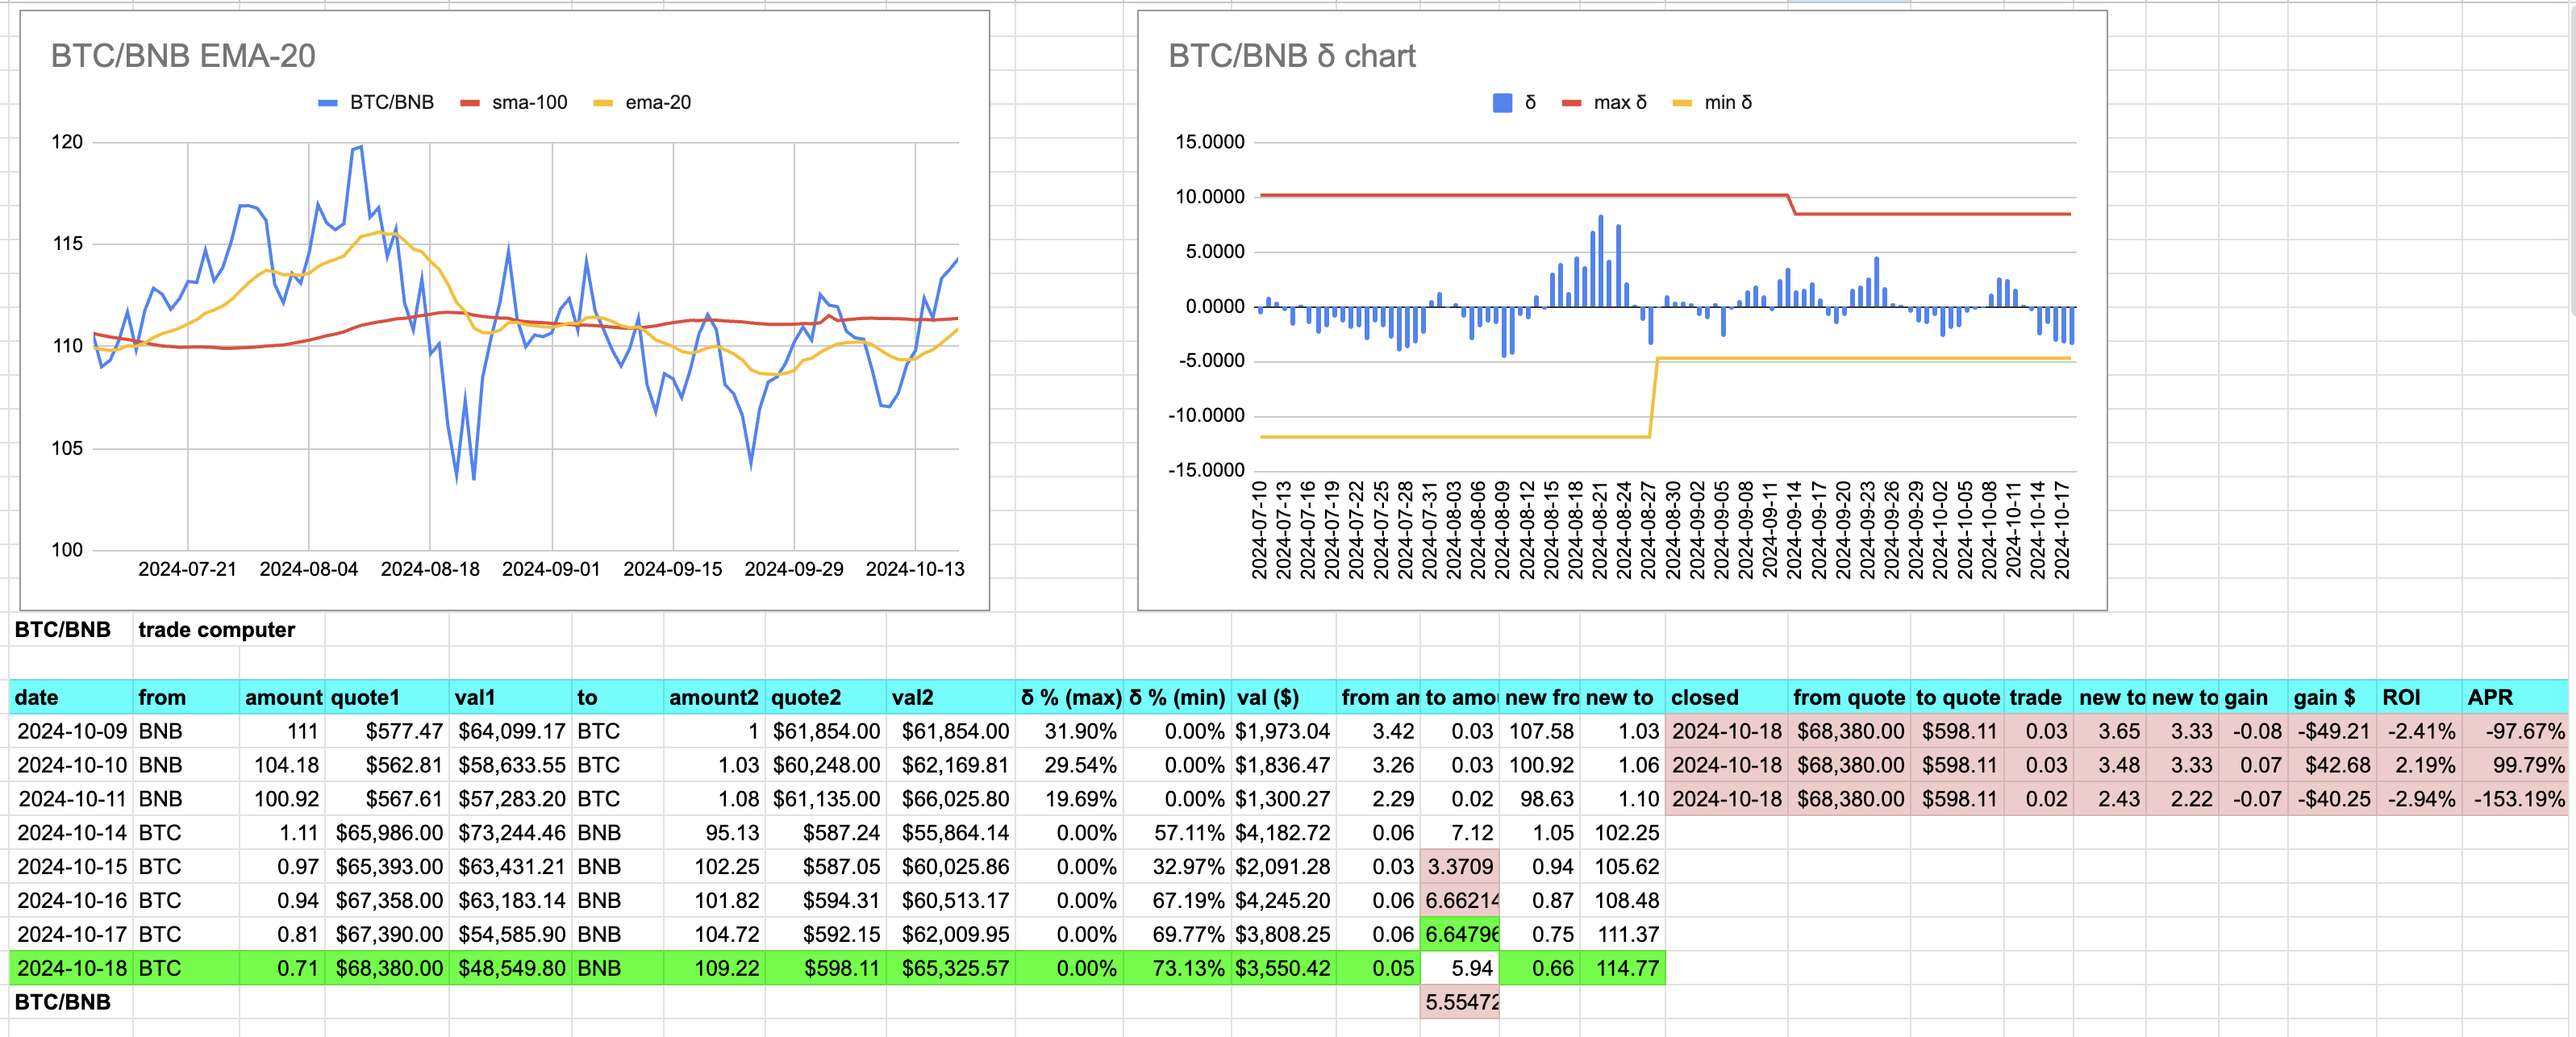 BTC/BNB EMA-20
BTC/BNB sma-100 ema-20
120
115
110
105
100
2024-07-21 2024-08-04 2024-08-18 2024-09-01 2024-09-15 2024-09-29 2024-10-13
BTC/BNB δ chart
δ max δ min δ
15.0000
10.0000
5.0000
0.0000
-5.0000
-10.0000
-15.0000
2024-07-10 2024-07-13 2024-07-16 2024-07-19 2024-07-22 2024-07-25 2024-07-28 2024-07-31 2024-08-03 2024-08-06 2024-08-09 2024-08-12 2024-08-15 2024-08-18 2024-08-21 2024-08-24 2024-08-27 2024-08-30 2024-09-02 2024-09-05 2024-09-08 2024-09-11 2024-09-14 2024-09-17 2024-09-20 2024-09-23 2024-09-26 2024-09-29 2024-10-02 2024-10-05 2024-10-08 2024-10-11 2024-10-14 2024-10-17
BTC/BNB trade computer
date from amount quote1 val1 to amount2 quote2 val2 δ % (max) δ % (min) val ($) from am to amou new fro new to closed from quote to quote trade new to new to gain gain $ ROI APR
2024-10-09 BNB 111 $577.47 $64,099.17 BTC 1 $61,854.00 $61,854.00 31.90% 0.00% $1,973.04 3.42 0.03 107.58 1.03 2024-10-18 $68,380.00 $598.11 0.03 3.65 3.33 -0.08 -$49.21 -2.41% -97.67%
2024-10-10 BNB 104.18 $562.81 $58,633.55 BTC 1.03 $60,248.00 $62,169.81 29.54% 0.00% $1,836.47 3.26 0.03 100.92 1.06 2024-10-18 $68,380.00 $598.11 0.03 3.48 3.33 0.07 $42.68 2.19% 99.79%
2024-10-11 BNB 100.92 $567.61 $57,283.20 BTC 1.08 $61,135.00 $66,025.80 19.69% 0.00% $1,300.27 2.29 0.02 98.63 1.10 2024-10-18 $68,380.00 $598.11 0.02 2.43 2.22 -0.07 -$40.25 -2.94% -153.19%
2024-10-14 BTC 1.11 $65,986.00 $73,244.46 BNB 95.13 $587.24 $55,864.14 0.00% 57.11% $4,182.72 0.06 7.12 1.05 102.25
2024-10-15 BTC 0.97 $65,393.00 $63,431.21 BNB 102.25 $587.05 $60,025.86 0.00% 32.97% $2,091.28 0.03 3.3709 0.94 105.62
2024-10-16 BTC 0.94 $67,358.00 $63,183.14 BNB 101.82 $594.31 $60,513.17 0.00% 67.19% $4,245.20 0.06 6.66214 0.87 108.48
2024-10-17 BTC 0.81 $67,390.00 $54,585.90 BNB 104.72 $592.15 $62,009.95 0.00% 69.77% $3,808.25 0.06 6.64796 0.75 111.37
2024-10-18 BTC 0.71 $68,380.00 $48,549.80 BNB 109.22 $598.11 $65,325.57 0.00% 73.13% $3,550.42 0.05 5.94 0.66 114.77
BTC/BNB 5.55472